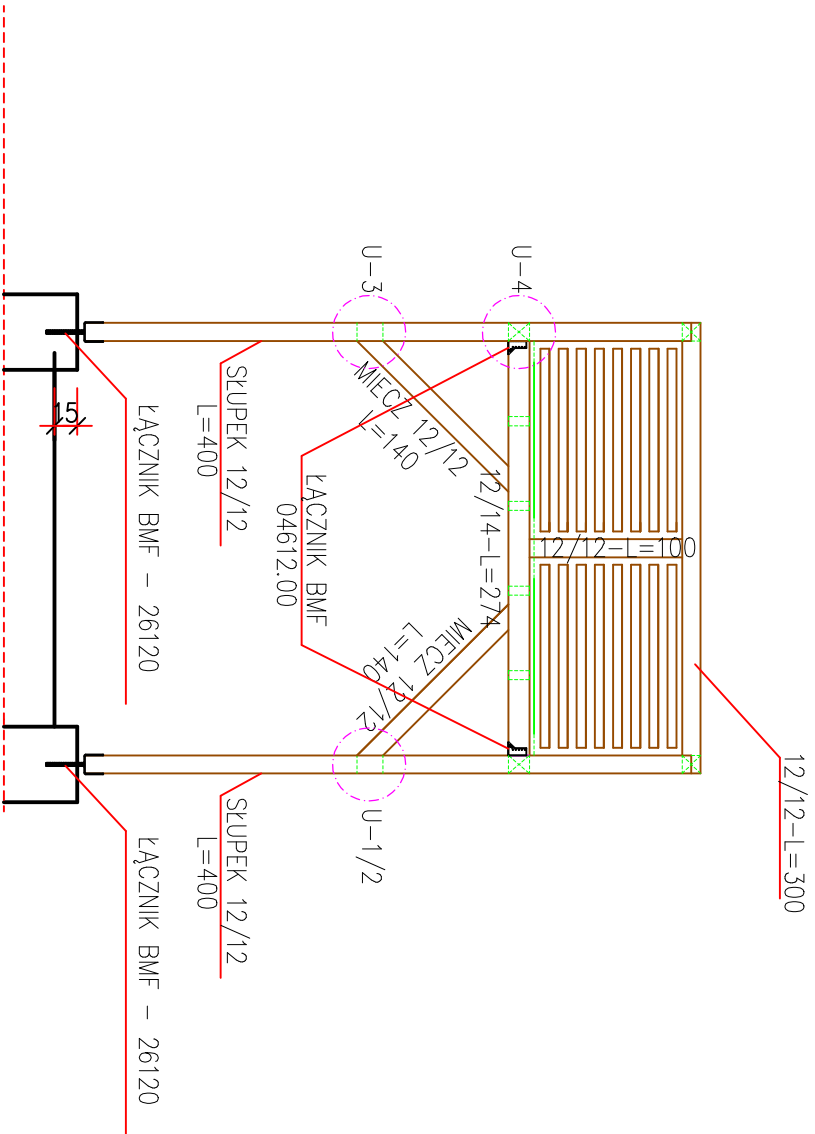 12/12-L=300
U-4
U-3
12/12-L=100
12/14-L=274
MIECZ 12/12
L=140
MIECZ 12/12
L=140
U-1/2
ŁĄCZNIK BMF
04612.00
SŁUPEK 12/12
L=400
SŁUPEK 12/12
L=400
ŁĄCZNIK BMF - 26120
ŁĄCZNIK BMF - 26120
15